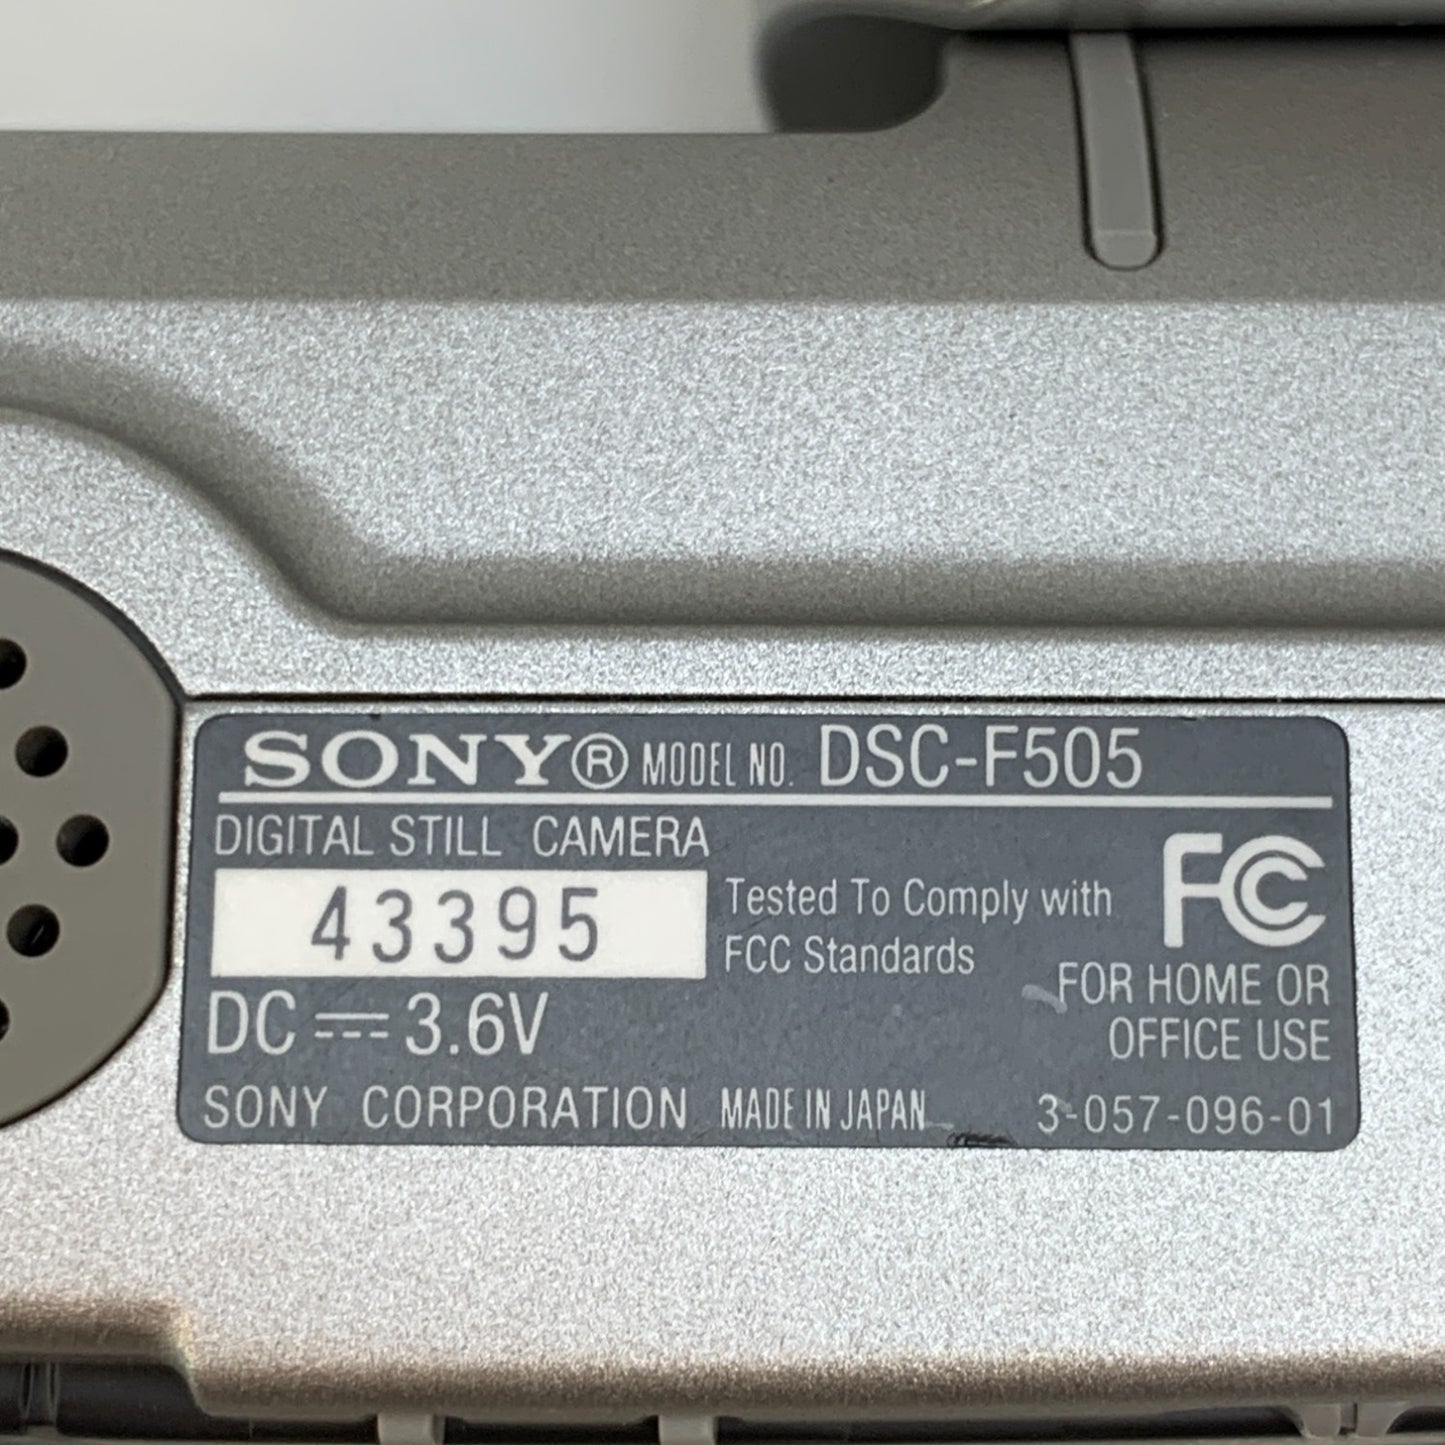 SONY® MODEL NO. DSC-F505
DIGITAL STILL CAMERA
43395
Tested To Comply with
FCC Standards
FC
FOR HOME OR
OFFICE USE
DC ⎓ 3.6V
SONY CORPORATION MADE IN JAPAN 3-057-096-01